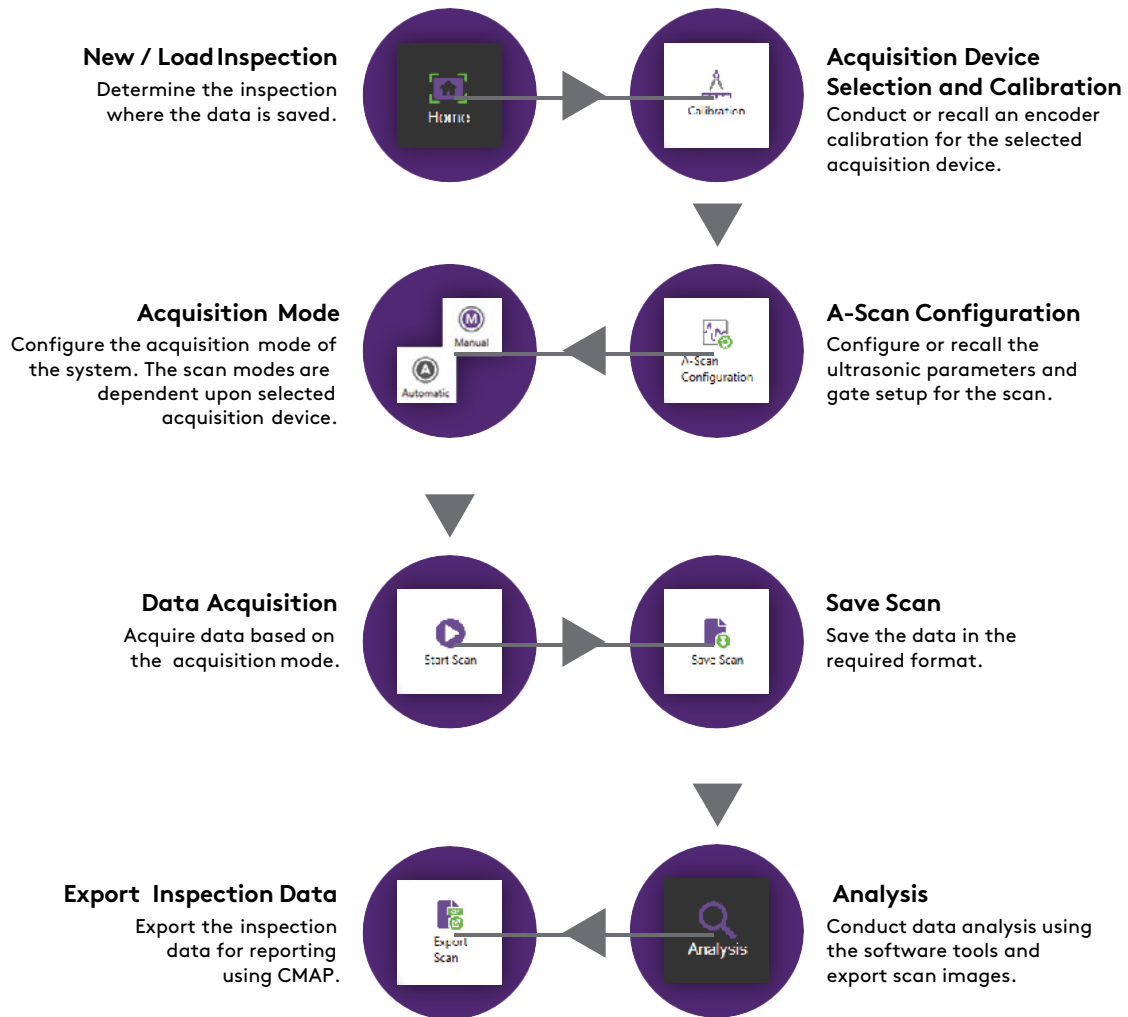 New / Load Inspection
Determine the inspection
where the data is saved.
Home
Calibration
Acquisition Device
Selection and Calibration
Conduct or recall an encoder
calibration for the selected
acquisition device.
Acquisition Mode
Configure the acquisition mode of
the system. The scan modes are
dependent upon selected
acquisition device.
M
Manual
A
Automatic
A-Scan
Configuration
A-Scan Configuration
Configure or recall the
ultrasonic parameters and
gate setup for the scan.
Data Acquisition
Acquire data based on
the acquisition mode.
Start Scan
Save Scan
Save Scan
Save the data in the
required format.
Export Inspection Data
Export the inspection
data for reporting
using CMAP.
Export
Scan
Analysis
Analysis
Conduct data analysis using
the software tools and
export scan images.